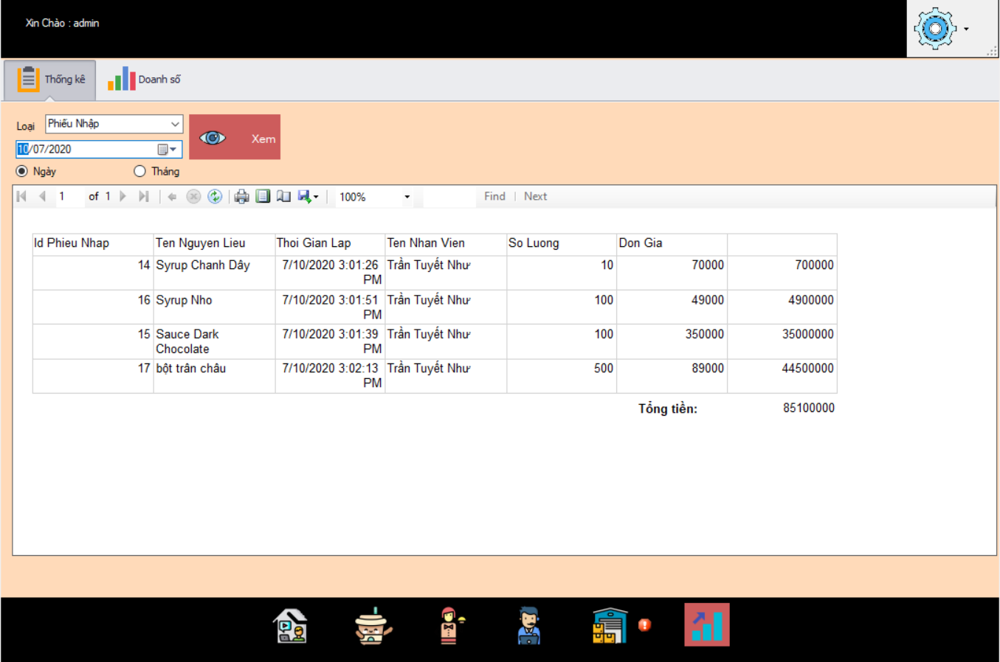 Xin Chào : admin
Thống kê
Doanh số
Loại
Phiếu Nhập
Xem
10/07/2020
Ngày
Tháng
1 of 1
100%
Find | Next
Id Phieu Nhap Ten Nguyen Lieu Thoi Gian Lap Ten Nhan Vien So Luong Don Gia
14 Syrup Chanh Dây 7/10/2020 3:01:26 PM Trần Tuyết Như 10 70000 700000
16 Syrup Nho 7/10/2020 3:01:51 PM Trần Tuyết Như 100 49000 4900000
15 Sauce Dark Chocolate 7/10/2020 3:01:39 PM Trần Tuyết Như 100 350000 35000000
17 bột trân châu 7/10/2020 3:02:13 PM Trần Tuyết Như 500 89000 44500000
Tổng tiền: 85100000